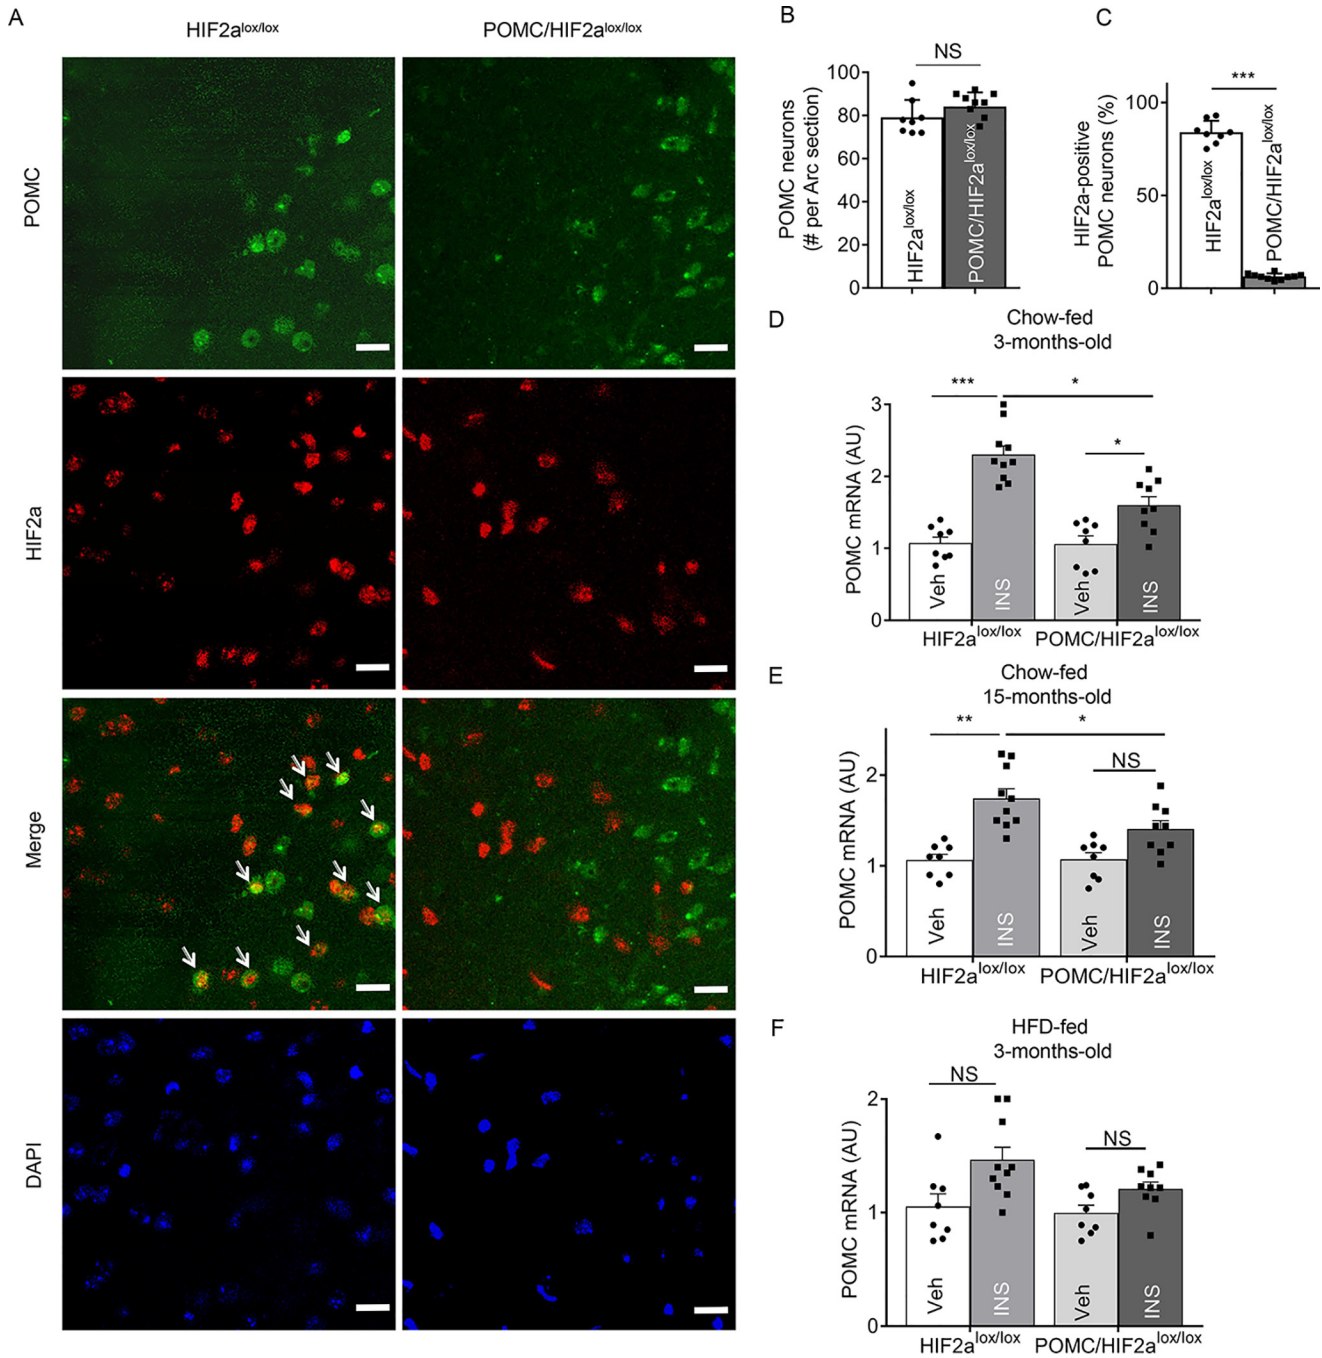 A
HIF2a^lox/lox
POMC/HIF2a^lox/lox
POMC
HIF2a
Merge
DAPI
B
NS
POMC neurons
(# per Arc section)
100
80
60
40
20
0
HIF2a^lox/lox
POMC/HIF2a^lox/lox
C
***
HIF2a-positive
POMC neurons (%)
100
50
0
HIF2a^lox/lox
POMC/HIF2a^lox/lox
D
Chow-fed
3-months-old
***
*
*
POMC mRNA (AU)
3
2
1
0
Veh
INS
Veh
INS
HIF2a^lox/lox
POMC/HIF2a^lox/lox
E
Chow-fed
15-months-old
**
*
NS
POMC mRNA (AU)
2
1
0
Veh
INS
Veh
INS
HIF2a^lox/lox
POMC/HIF2a^lox/lox
F
HFD-fed
3-months-old
NS
NS
POMC mRNA (AU)
2
1
0
Veh
INS
Veh
INS
HIF2a^lox/lox
POMC/HIF2a^lox/lox